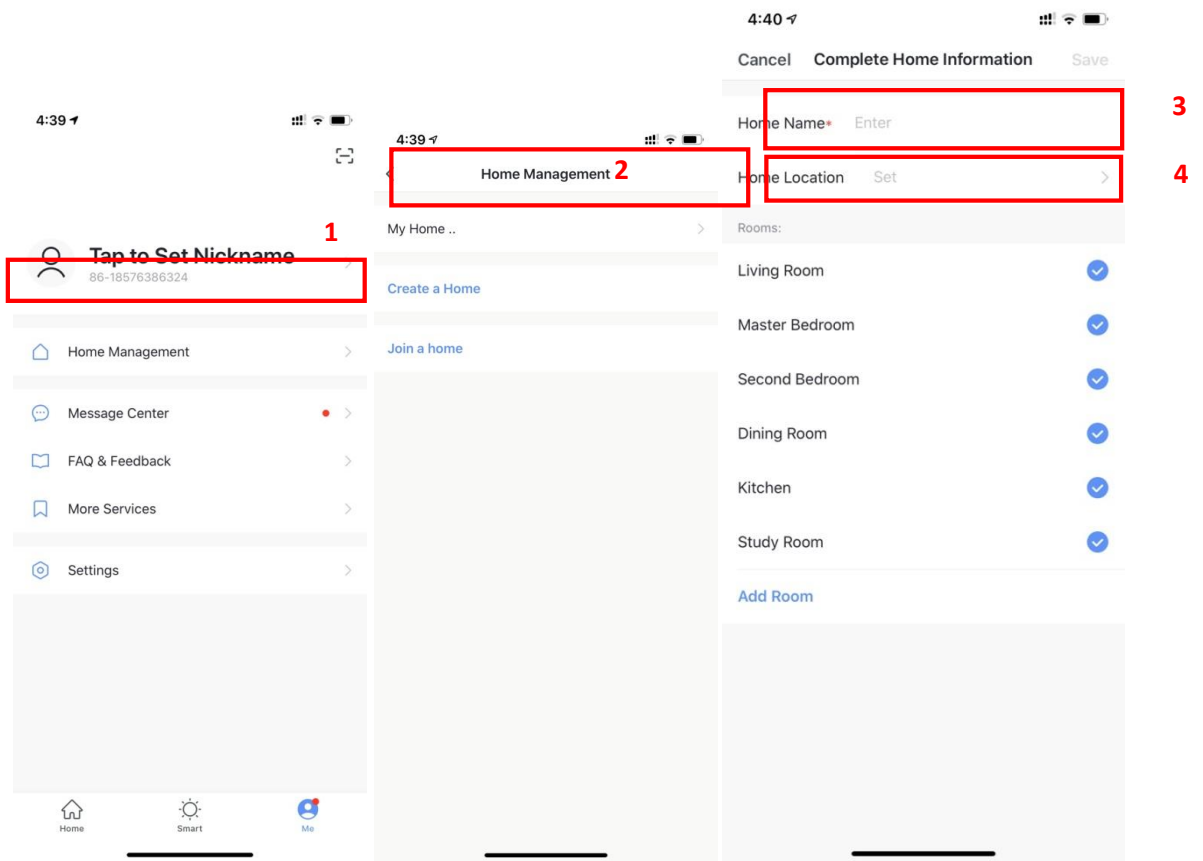 4:39
1
Tap to Set Nickname
86-18576386324
Home Management
Message Center
FAQ & Feedback
More Services
Settings
Home
Smart
Me
4:39
Home Management 2
My Home ..
Create a Home
Join a home
4:40
Cancel Complete Home Information Save
Home Name* Enter
3
Home Location Set
4
Rooms:
Living Room
Master Bedroom
Second Bedroom
Dining Room
Kitchen
Study Room
Add Room